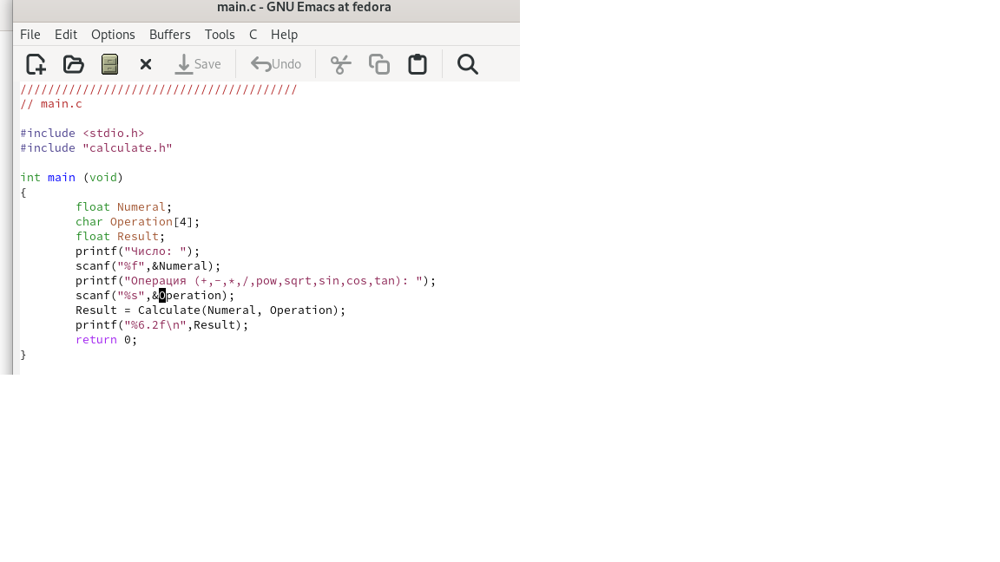 main.c - GNU Emacs at fedora
File Edit Options Buffers Tools C Help
Save Undo
////////////////////////////////////////
// main.c
#include <stdio.h>
#include "calculate.h"
int main (void)
{
float Numeral;
char Operation[4];
float Result;
printf("Число: ");
scanf("%f",&Numeral);
printf("Операция (+,-,*,/,pow,sqrt,sin,cos,tan): ");
scanf("%s",&Operation);
Result = Calculate(Numeral, Operation);
printf("%6.2f\n",Result);
return 0;
}